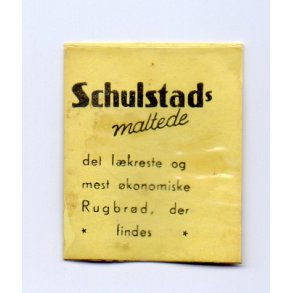 Schulstads
maltede
det lækreste og
mest økonomiske
Rugbrød, der
* findes *